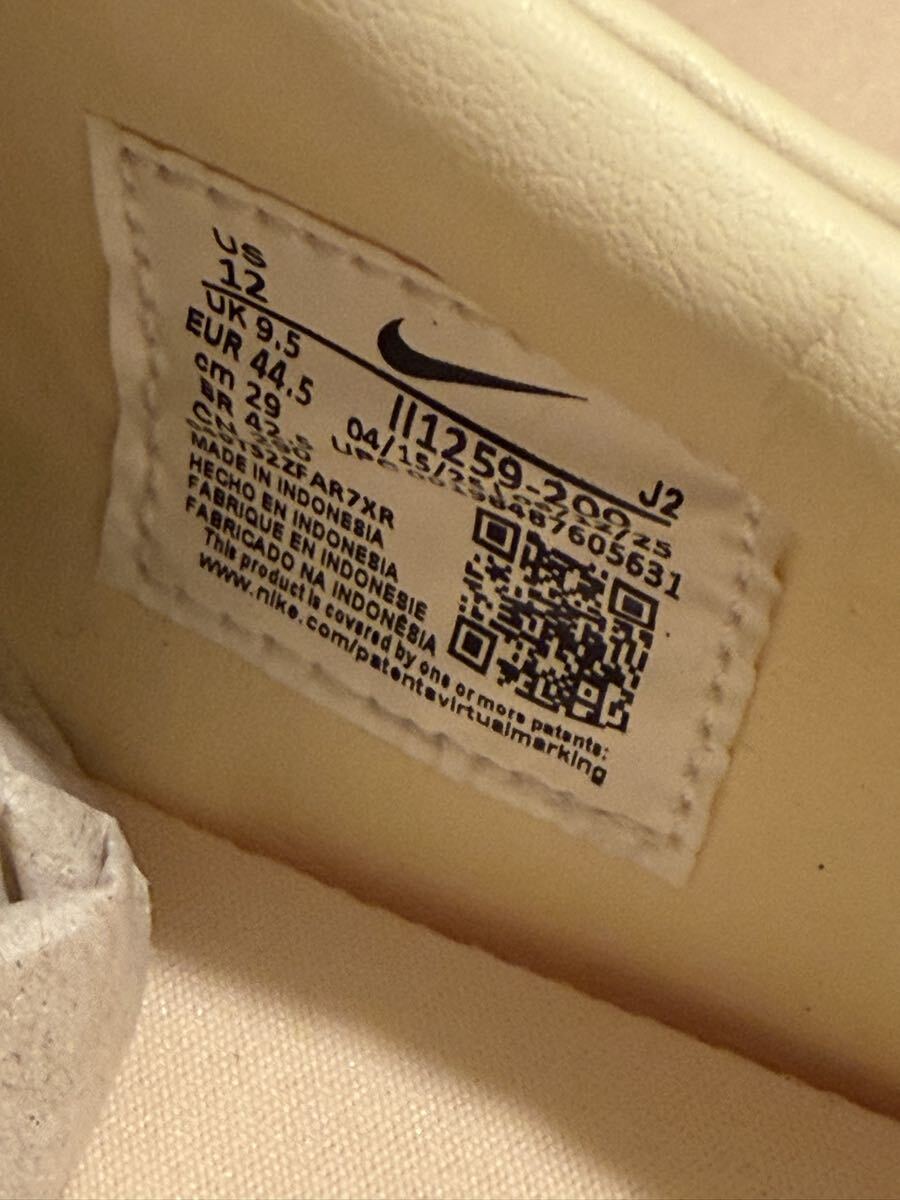 US
12
UK 9.5
EUR 44.5
cm 29
BR 42.5
II1259-200
J2
04/15/25
MADE IN INDONESIA
HECHO EN INDONESIA
FABRIQUE EN INDONESIE
FABRICADO NA INDONÉSIA
This product is covered by one or more patents:
www.nike.com/patentsvirtualmarking